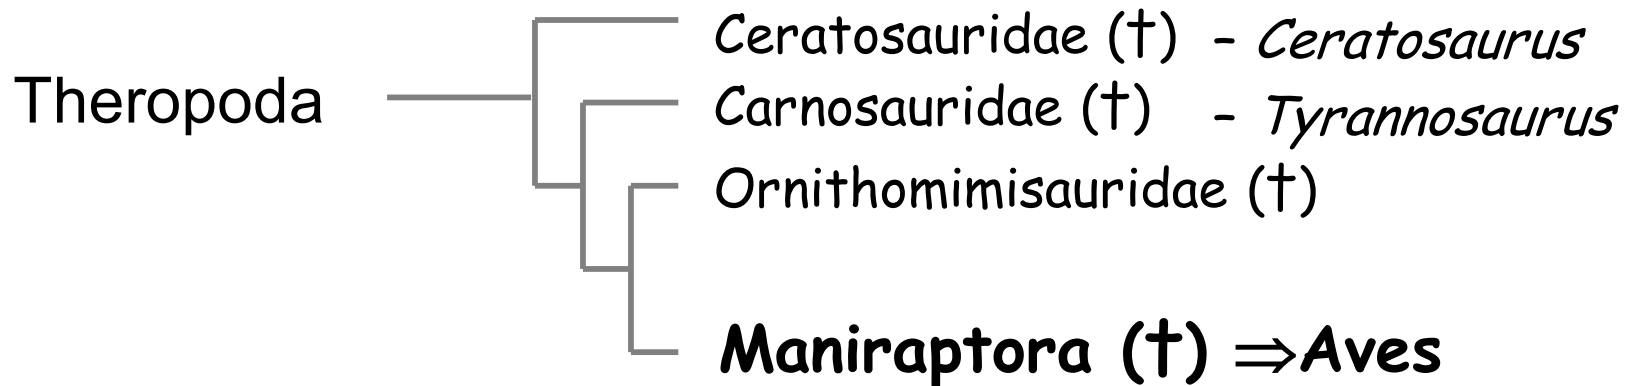 Theropoda
Ceratosauridae (†) - Ceratosaurus
Carnosauridae (†) - Tyrannosaurus
Ornithomimisauridae (†)
Maniraptora (†) ⇒Aves